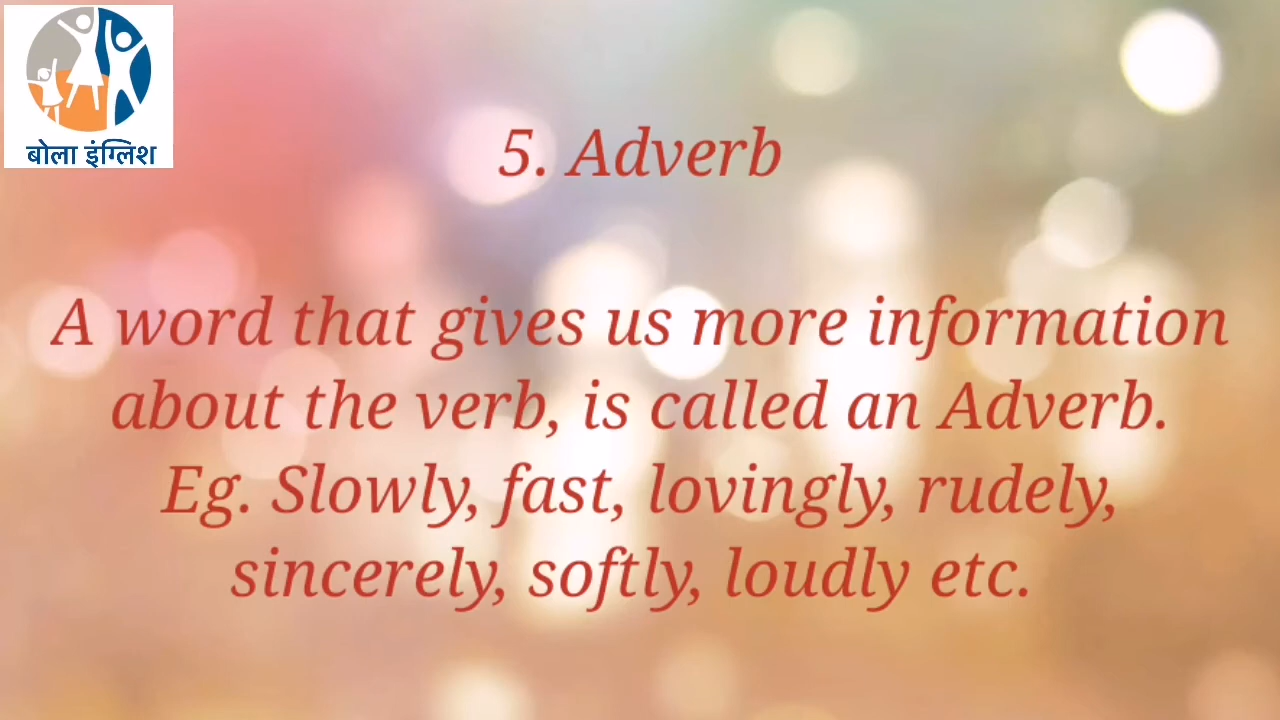 बोला इंग्लिश
5. Adverb
A word that gives us more information
about the verb, is called an Adverb.
Eg. Slowly, fast, lovingly, rudely,
sincerely, softly, loudly etc.